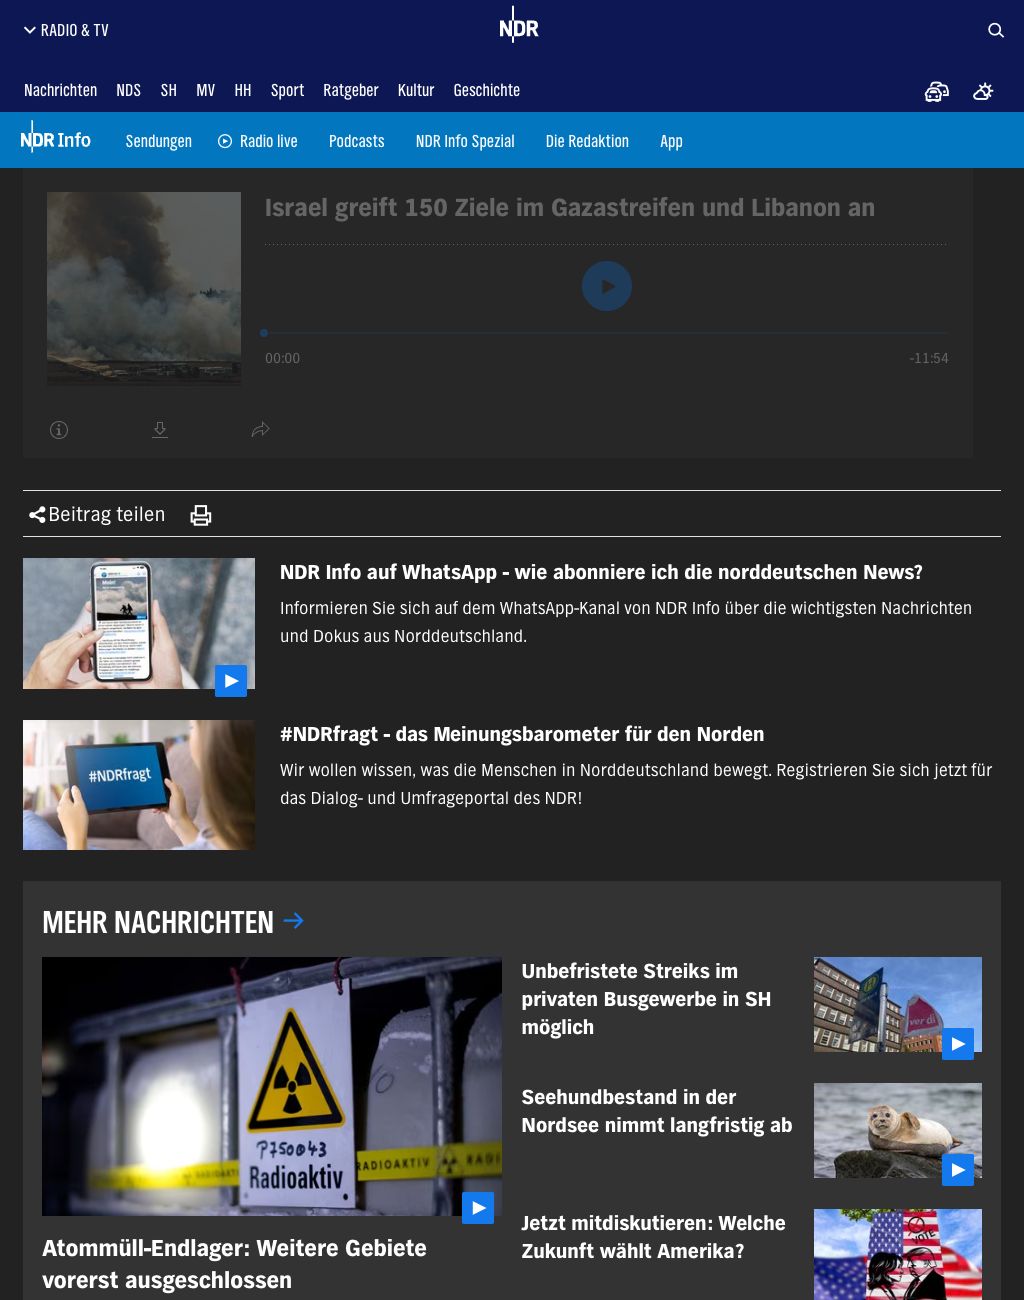 RADIO & TV
NDR
Nachrichten NDS SH MV HH Sport Ratgeber Kultur Geschichte
NDR Info Sendungen Radio live Podcasts NDR Info Spezial Die Redaktion App
Israel greift 150 Ziele im Gazastreifen und Libanon an
00:00 -11:54
Beitrag teilen
NDR Info auf WhatsApp - wie abonniere ich die norddeutschen News?
Informieren Sie sich auf dem WhatsApp-Kanal von NDR Info über die wichtigsten Nachrichten
und Dokus aus Norddeutschland.
#NDRfragt
#NDRfragt - das Meinungsbarometer für den Norden
Wir wollen wissen, was die Menschen in Norddeutschland bewegt. Registrieren Sie sich jetzt für
das Dialog- und Umfrageportal des NDR!
MEHR NACHRICHTEN
P750043
Radioaktiv
RADIOAKTIV
RADIOAKTIV
Atommüll-Endlager: Weitere Gebiete
vorerst ausgeschlossen
Unbefristete Streiks im
privaten Busgewerbe in SH
möglich
H
ver.di
Seehundbestand in der
Nordsee nimmt langfristig ab
Jetzt mitdiskutieren: Welche
Zukunft wählt Amerika?
VOTE